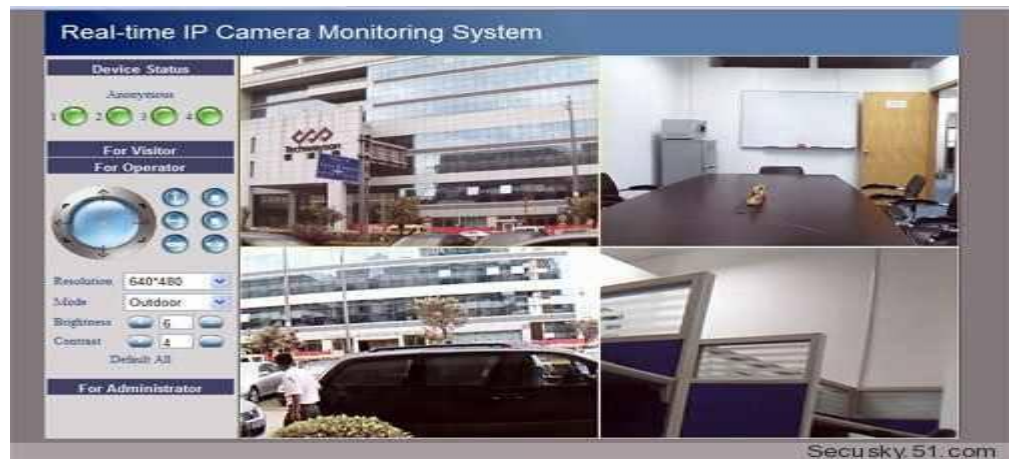 Real-time IP Camera Monitoring System
Device Status
Anonymous
1 2 3 4
For Visitor
For Operator
Resolution 640*480
Mode Outdoor
Brightness 6
Contrast 4
Default All
For Administrator
Secusky.51.com